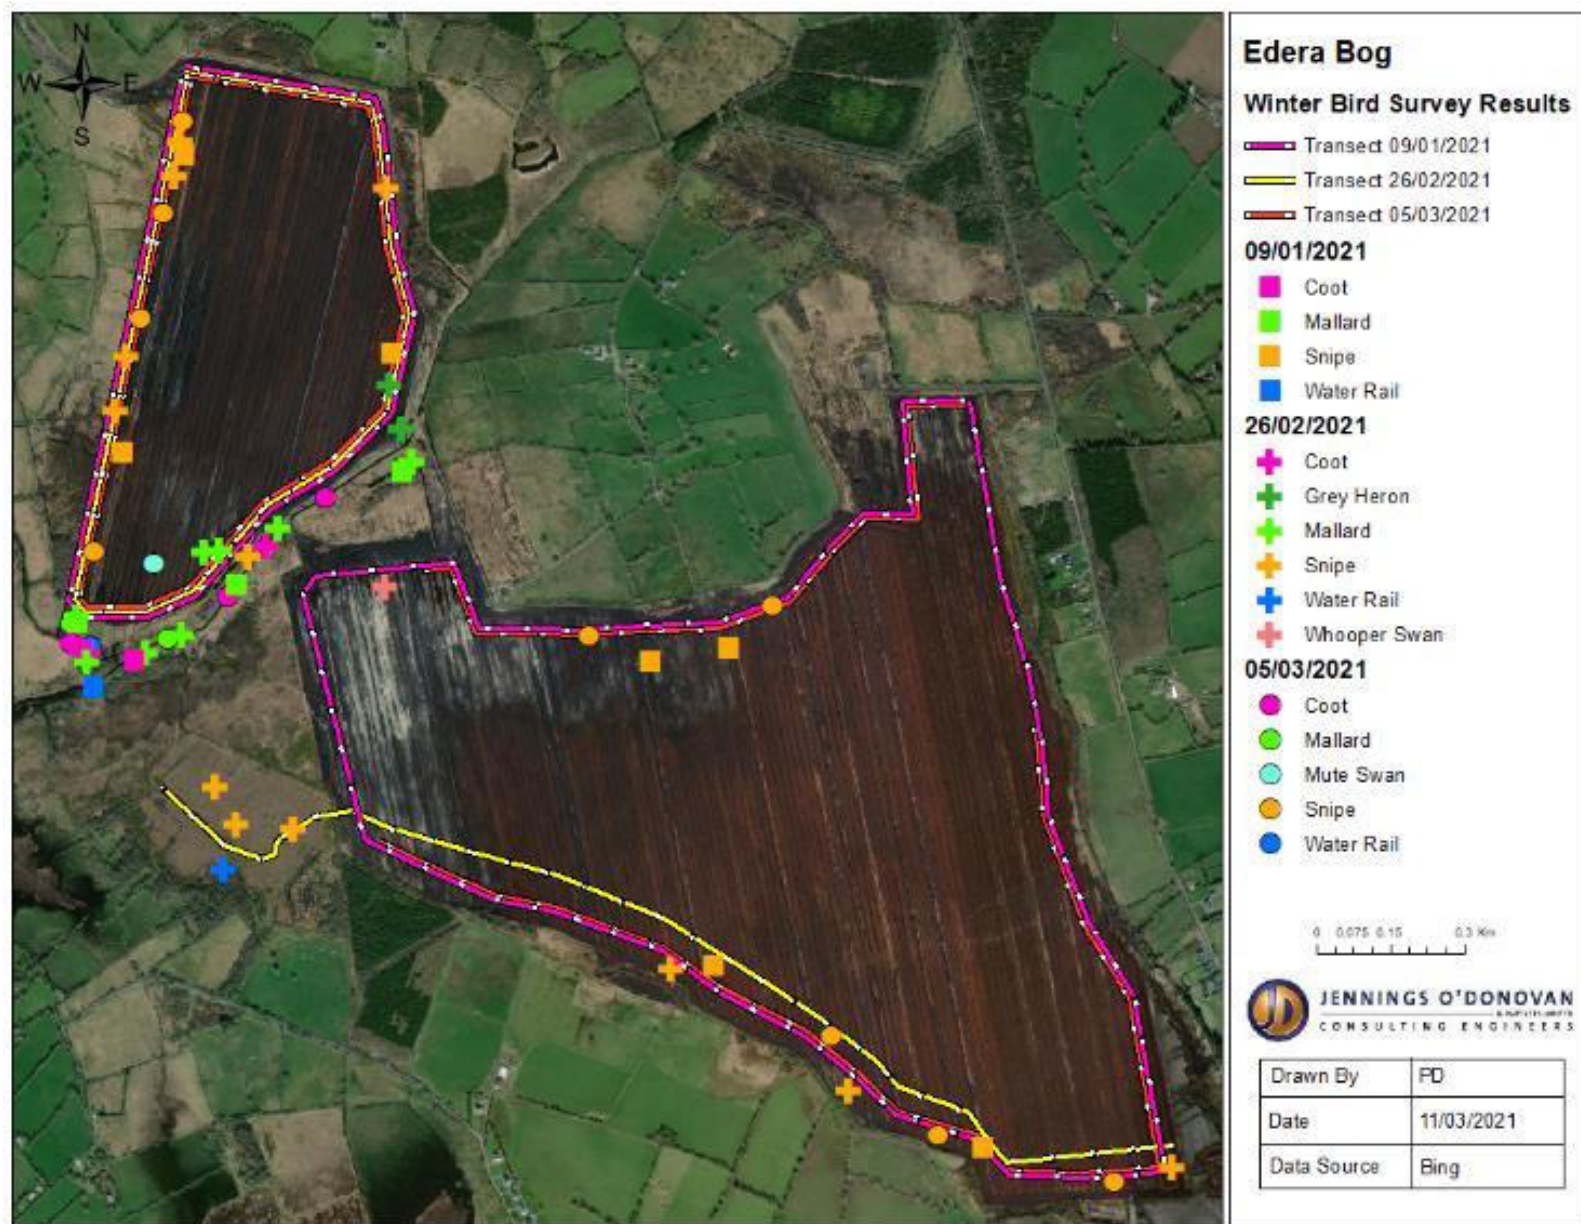 N
W E
S
Edera Bog
Winter Bird Survey Results
Transect 09/01/2021
Transect 26/02/2021
Transect 05/03/2021
09/01/2021
Coot
Mallard
Snipe
Water Rail
26/02/2021
Coot
Grey Heron
Mallard
Snipe
Water Rail
Whooper Swan
05/03/2021
Coot
Mallard
Mute Swan
Snipe
Water Rail
0 0.075 0.15 0.3 Km
JD
JENNINGS O'DONOVAN
CONSULTING ENGINEERS
Drawn By PD
Date 11/03/2021
Data Source Bing